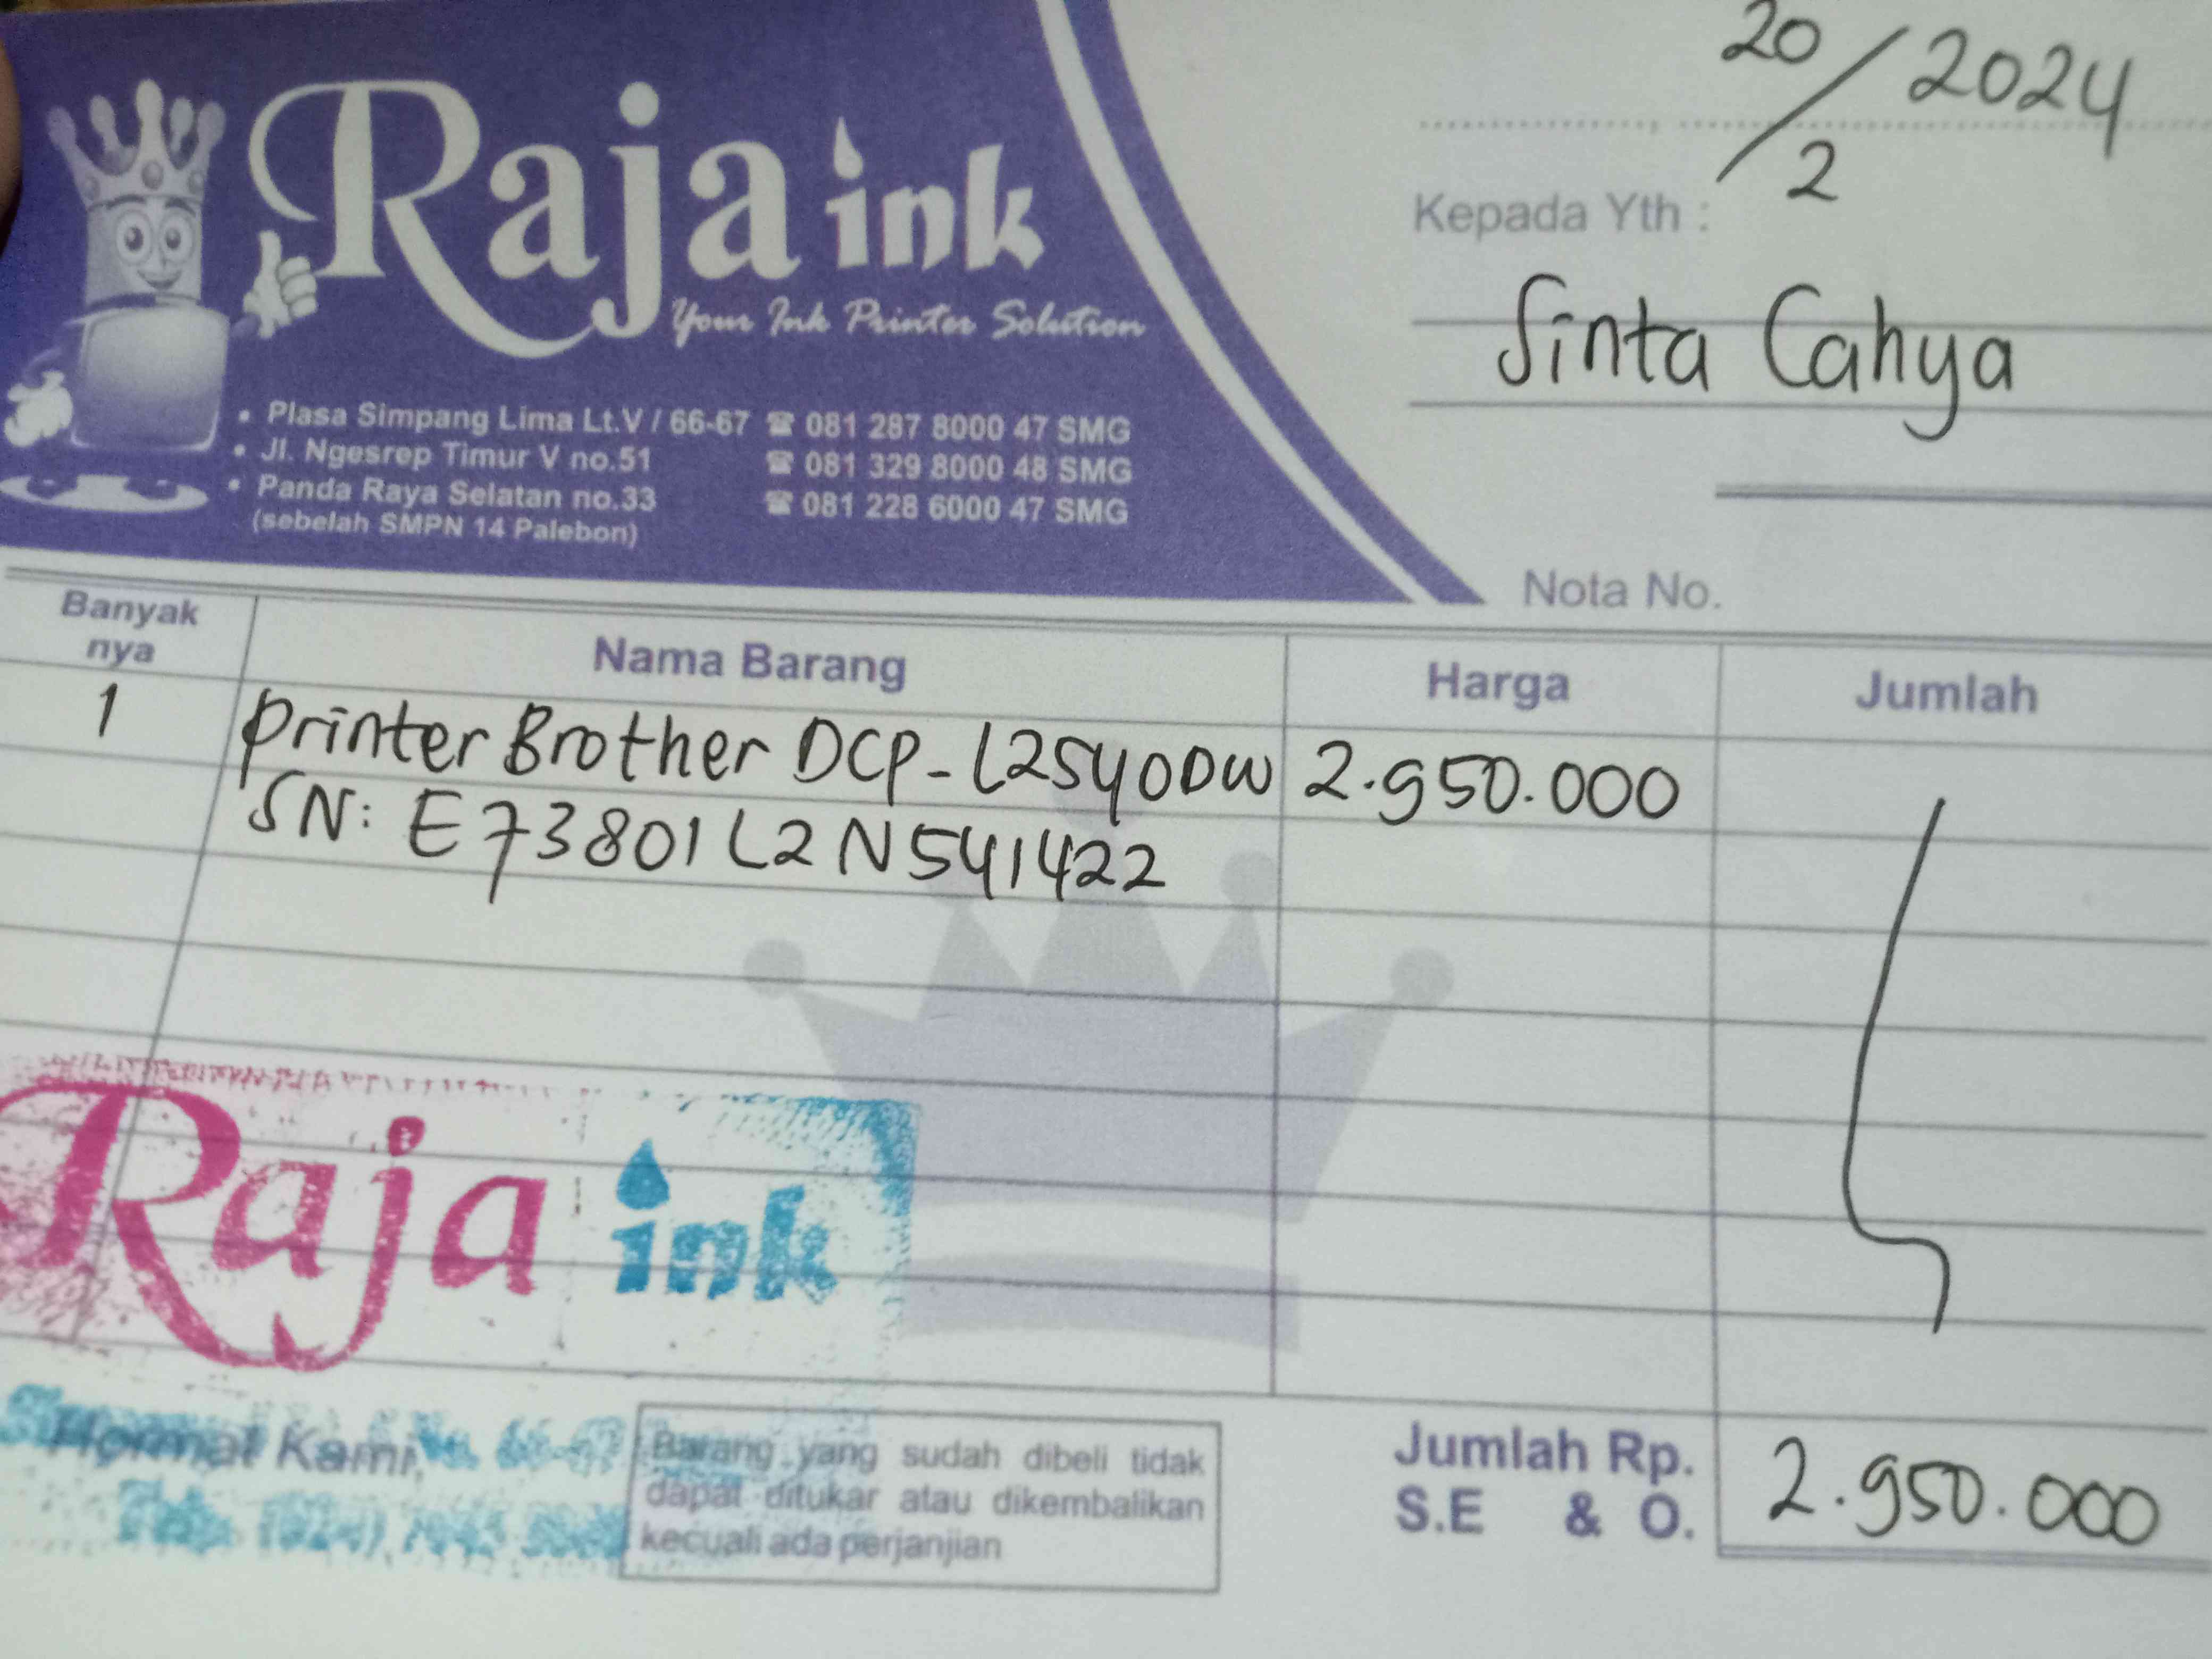 Raja ink
Your Ink Printer Solution
• Plasa Simpang Lima Lt.V / 66-67 ☎ 081 287 8000 47 SMG
• Jl. Ngesrep Timur V no.51 ☎ 081 329 8000 48 SMG
• Panda Raya Selatan no.33 ☎ 081 228 6000 47 SMG
(sebelah SMPN 14 Palebon)
20/2 2024
Kepada Yth :
Sinta Cahya
Nota No.
Banyak nya Nama Barang Harga Jumlah
1 Printer Brother DCP-L2540DW 2.950.000
SN: E73801L2N541422
Raja ink
Hormat Kami,
Barang yang sudah dibeli tidak
dapat ditukar atau dikembalikan
kecuali ada perjanjian
Jumlah Rp. 2.950.000
S.E & O.